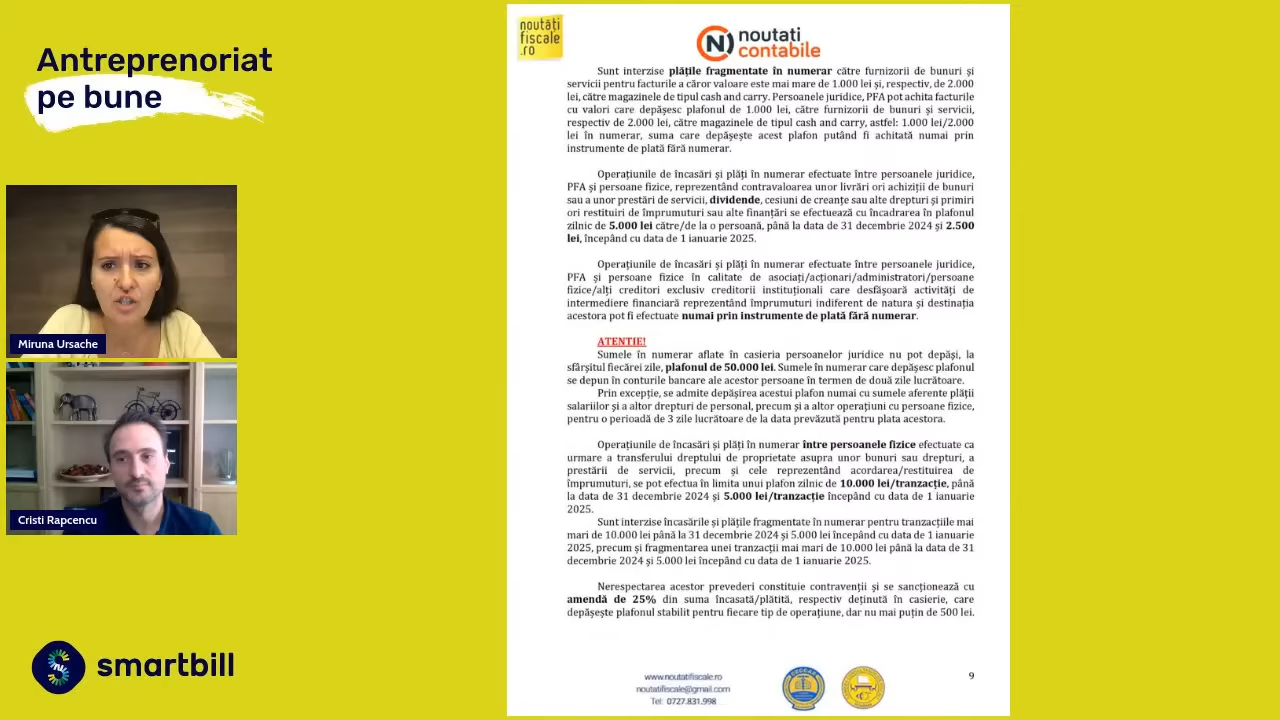 Antreprenoriat
pe bune
Miruna Ursache
Cristi Rapcencu
smartbill
noutăți
fiscale
.ro
noutati
contabile
Sunt interzise plățile fragmentate în numerar către furnizorii de bunuri și
servicii pentru facturile a căror valoare este mai mare de 1.000 lei și, respectiv, de 2.000
lei, către magazinele de tipul cash and carry. Persoanele juridice, PFA pot achita facturile
cu valori care depășesc plafonul de 1.000 lei, către furnizorii de bunuri și servicii,
respectiv de 2.000 lei, către magazinele de tipul cash and carry, astfel: 1.000 lei/2.000
lei în numerar, suma care depășește acest plafon putând fi achitată numai prin
instrumente de plată fără numerar.
Operațiunile de încasări și plăți în numerar efectuate între persoanele juridice,
PFA și persoane fizice, reprezentând contravaloarea unor livrări ori achiziții de bunuri
sau a unor prestări de servicii, dividende, cesiuni de creanțe sau alte drepturi și primiri
ori restituiri de împrumuturi sau alte finanțări se efectuează cu încadrarea în plafonul
zilnic de 5.000 lei către/de la o persoană, până la data de 31 decembrie 2024 și 2.500
lei, începând cu data de 1 ianuarie 2025.
Operațiunile de încasări și plăți în numerar efectuate între persoanele juridice,
PFA și persoane fizice în calitate de asociați/acționari/administratori/persoane
fizice/alți creditori exclusiv creditorii instituționali care desfășoară activități de
intermediere financiară reprezentând împrumuturi indiferent de natura și destinația
acestora pot fi efectuate numai prin instrumente de plată fără numerar.
ATENTIE!
Sumele în numerar aflate în casieria persoanelor juridice nu pot depăși, la
sfârșitul fiecărei zile, plafonul de 50.000 lei. Sumele în numerar care depășesc plafonul
se depun în conturile bancare ale acestor persoane în termen de două zile lucrătoare.
Prin excepție, se admite depășirea acestui plafon numai cu sumele aferente plății
salariilor și a altor drepturi de personal, precum și a altor operațiuni cu persoane fizice,
pentru o perioadă de 3 zile lucrătoare de la data prevăzută pentru plata acestora.
Operațiunile de încasări și plăți în numerar între persoanele fizice efectuate ca
urmare a transferului dreptului de proprietate asupra unor bunuri sau drepturi, a
prestării de servicii, precum și cele reprezentând acordarea/restituirea de
împrumuturi, se pot efectua în limita unui plafon zilnic de 10.000 lei/tranzacție, până
la data de 31 decembrie 2024 și 5.000 lei/tranzacție începând cu data de 1 ianuarie
2025.
Sunt interzise încasările și plățile fragmentate în numerar pentru tranzacțiile mai
mari de 10.000 lei până la 31 decembrie 2024 și 5.000 lei începând cu data de 1 ianuarie
2025, precum și fragmentarea unei tranzacții mai mari de 10.000 lei până la data de 31
decembrie 2024 și 5.000 lei începând cu data de 1 ianuarie 2025.
Nerespectarea acestor prevederi constituie contravenții și se sancționează cu
amendă de 25% din suma încasată/plătită, respectiv deținută în casierie, care
depășește plafonul stabilit pentru fiecare tip de operațiune, dar nu mai puțin de 500 lei.
www.noutatifiscale.ro
noutatifiscale@gmail.com
Tel: 0727.831.998
9